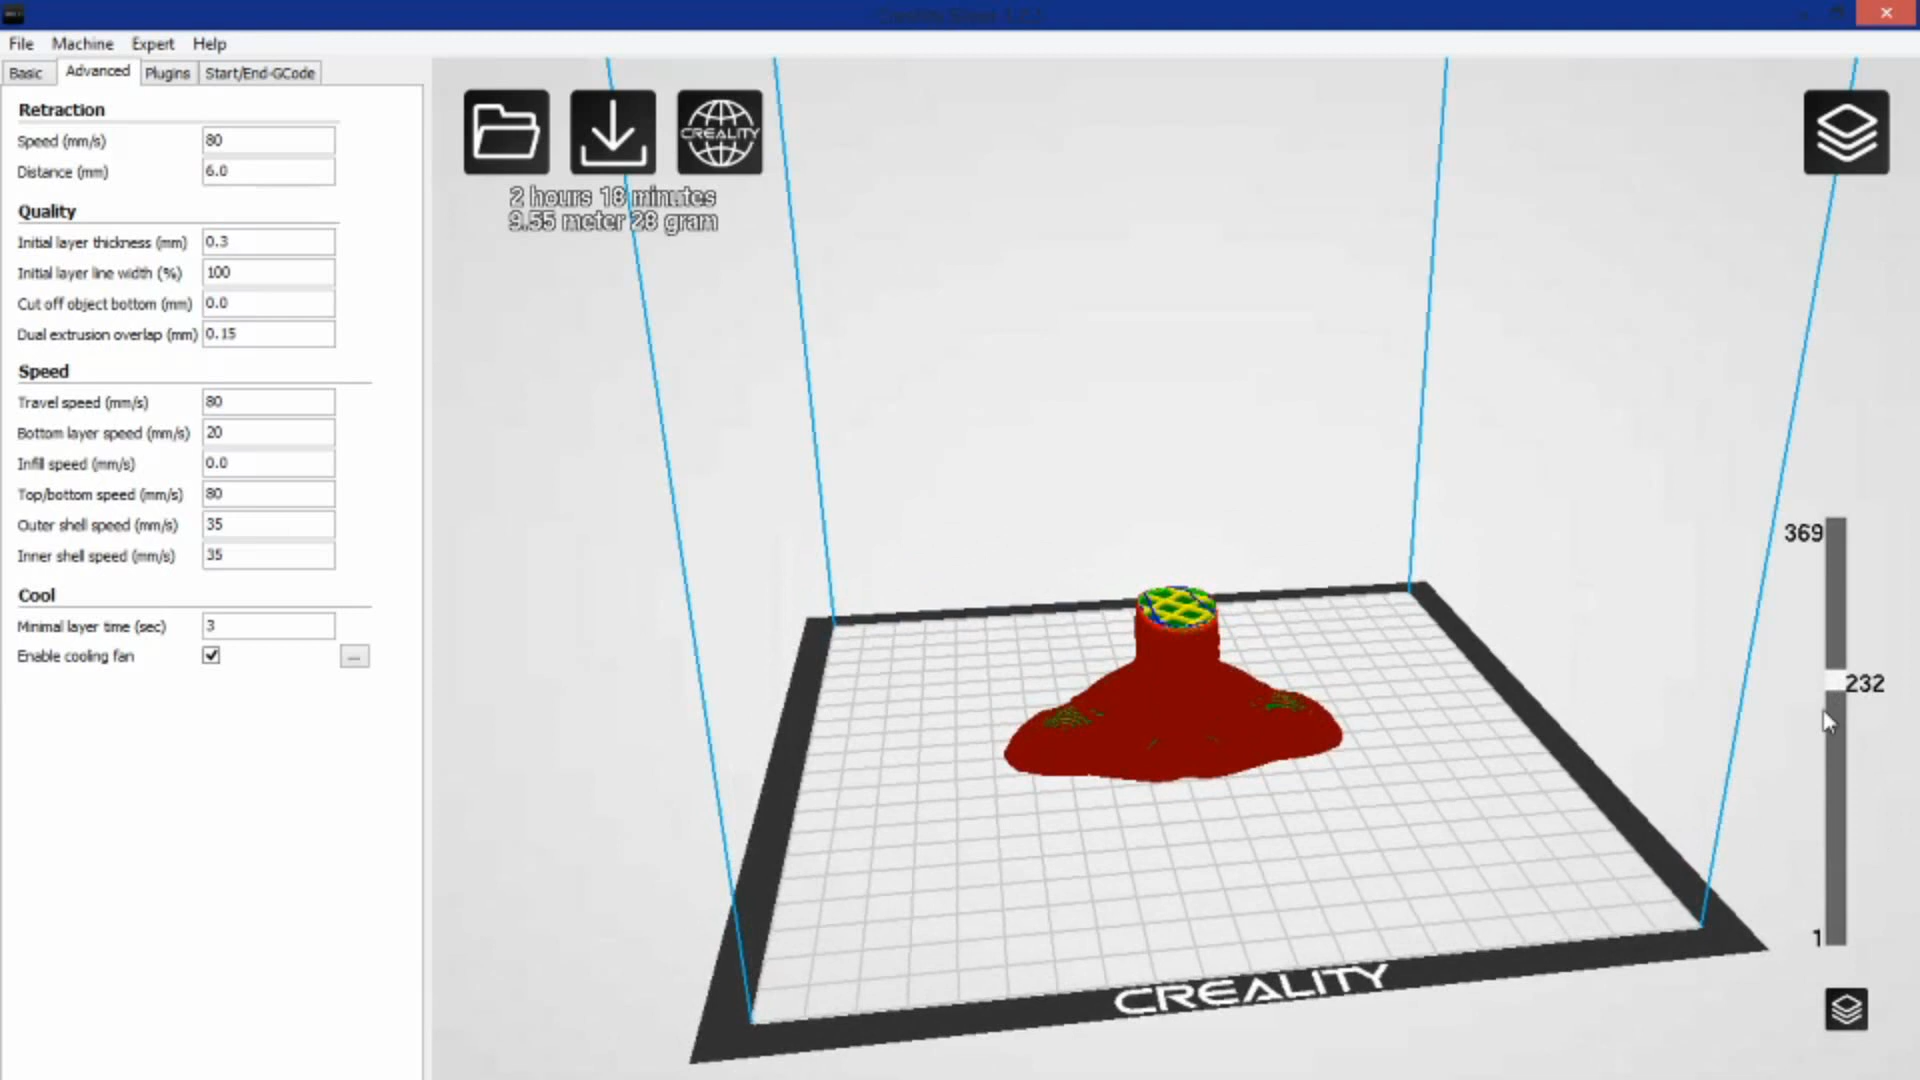 File Machine Expert Help
Basic Advanced Plugins Start/End-GCode
Retraction
Speed (mm/s) 80
Distance (mm) 6.0
Quality
Initial layer thickness (mm) 0.3
Initial layer line width (%) 100
Cut off object bottom (mm) 0.0
Dual extrusion overlap (mm) 0.15
Speed
Travel speed (mm/s) 80
Bottom layer speed (mm/s) 20
Infill speed (mm/s) 0.0
Top/bottom speed (mm/s) 80
Outer shell speed (mm/s) 35
Inner shell speed (mm/s) 35
Cool
Minimal layer time (sec) 3
Enable cooling fan ...
CREALITY
2 hours 18 minutes
9.55 meter 28 gram
369
232
1
CREALITY